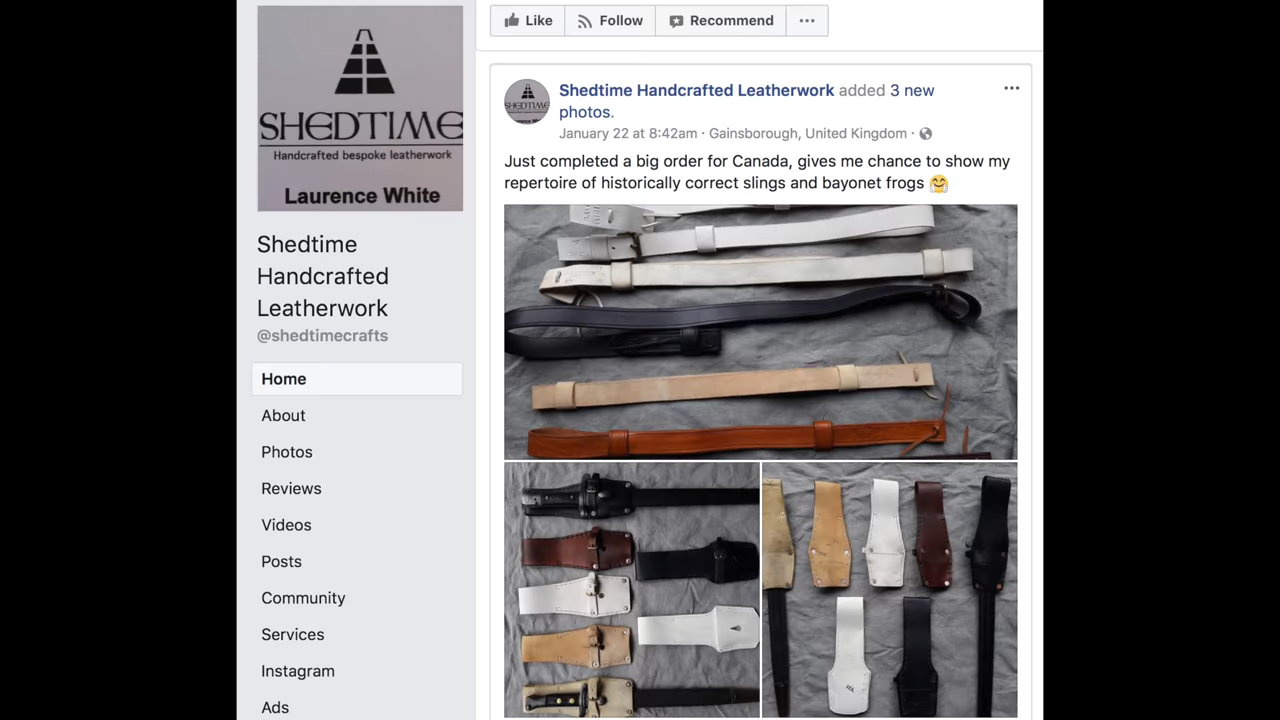 SHEDTIME
Handcrafted bespoke leatherwork
Laurence White
Shedtime
Handcrafted
Leatherwork
@shedtimecrafts
Home
About
Photos
Reviews
Videos
Posts
Community
Services
Instagram
Ads
Like
Follow
Recommend
Shedtime Handcrafted Leatherwork added 3 new
photos.
January 22 at 8:42am · Gainsborough, United Kingdom ·
Just completed a big order for Canada, gives me chance to show my
repertoire of historically correct slings and bayonet frogs 🤗
SHEDTIME